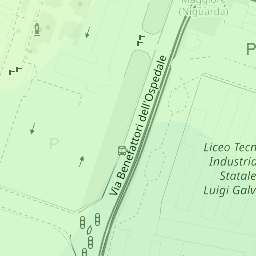 Maggiore
(Niguarda)
P
P
Via Benefattori dell'Ospedale
Liceo Tecn
Industria
Statale
Luigi Galv